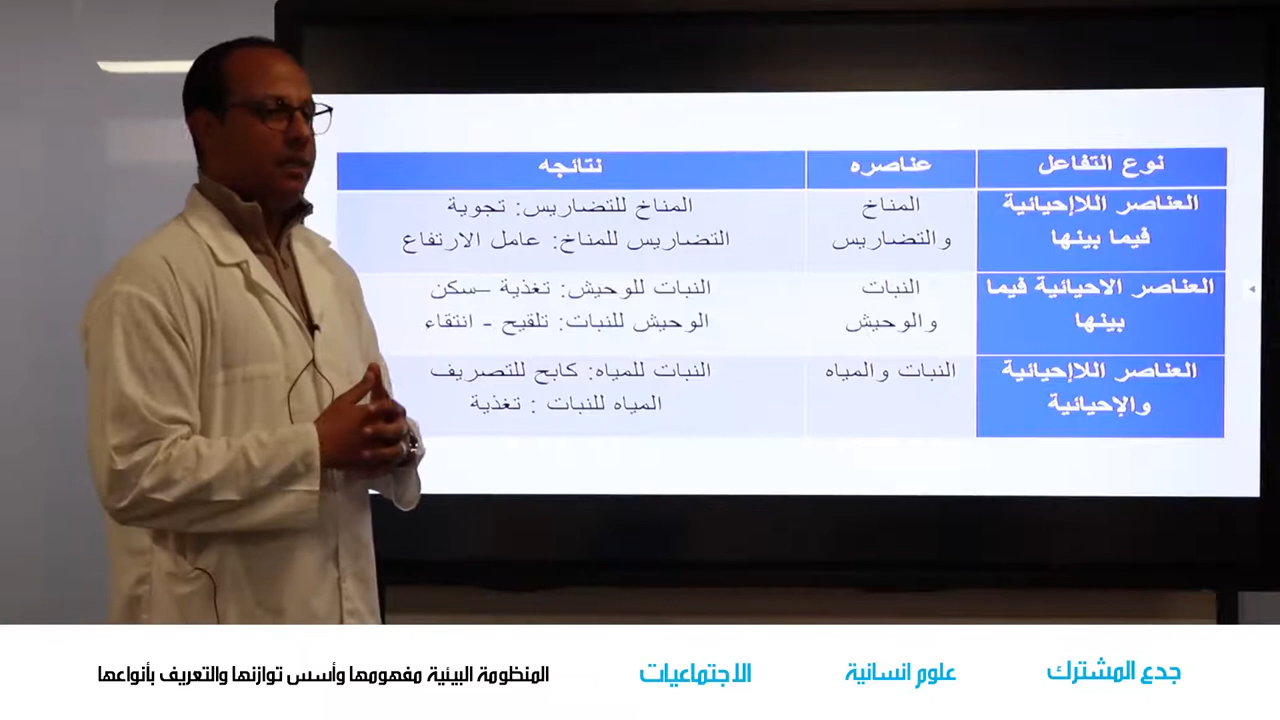 نوع التفاعل عناصره نتائجه
العناصر اللاإحيائية المناخ المناخ للتضاريس: تجوية
فيما بينها والتضاريس التضاريس للمناخ: عامل الارتفاع
العناصر الاحيائية فيما النبات النبات للوحيش: تغذية –سكن
بينها والوحيش الوحيش للنبات: تلقيح - انتقاء
العناصر اللاإحيائية النبات والمياه النبات للمياه: كابح للتصريف
والإحيائية المياه للنبات : تغذية
جدع المشترك علوم انسانية الاجتماعيات المنظومة البيئية مفهومها وأسس توازنها والتعريف بأنواعها